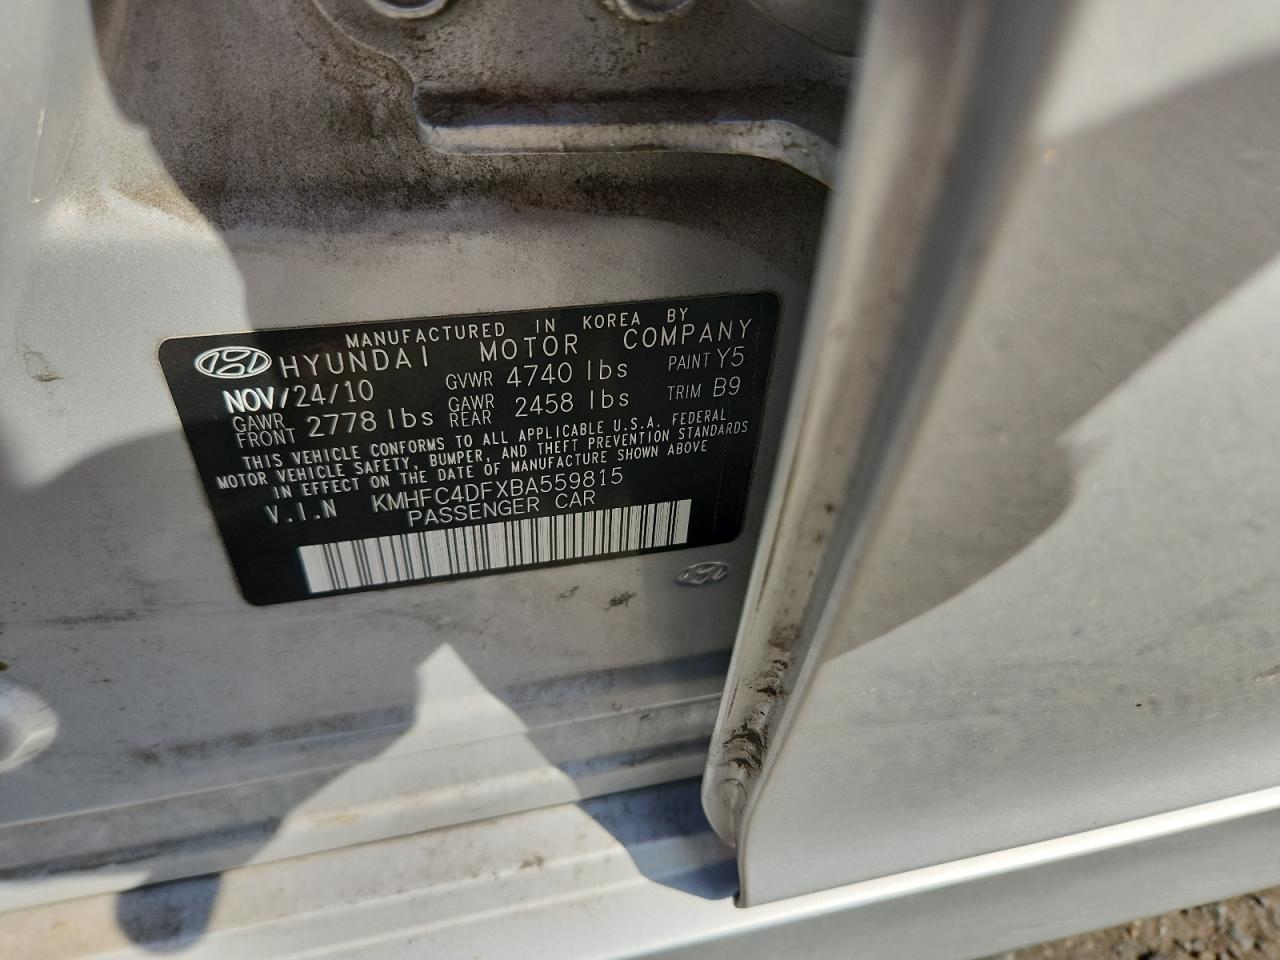 MANUFACTURED IN KOREA BY
HYUNDAI MOTOR COMPANY
NOV/24/10 GVWR 4740 lbs PAINT Y5
GAWR FRONT 2778 lbs GAWR REAR 2458 lbs TRIM B9
THIS VEHICLE CONFORMS TO ALL APPLICABLE U.S.A. FEDERAL
MOTOR VEHICLE SAFETY, BUMPER, AND THEFT PREVENTION STANDARDS
IN EFFECT ON THE DATE OF MANUFACTURE SHOWN ABOVE
V.I.N KMHFC4DFXBA559815
PASSENGER CAR